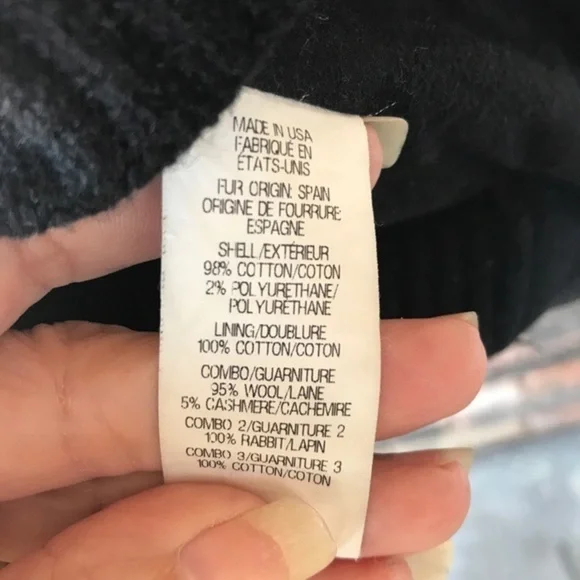 MADE IN USA
FABRIQUÉ EN
ÉTATS-UNIS
FUR ORIGIN: SPAIN
ORIGINE DE FOURRURE:
ESPAGNE
SHELL/EXTÉRIEUR
98% COTTON/COTON
2% POLYURETHANE/
POLYURÉTHANE
LINING/DOUBLURE
100% COTTON/COTON
COMBO/GUARNITURE
95% WOOL/LAINE
5% CASHMERE/CACHEMIRE
COMBO 2/GUARNITURE 2
100% RABBIT/LAPIN
COMBO 3/GUARNITURE 3
100% COTTON/COTON